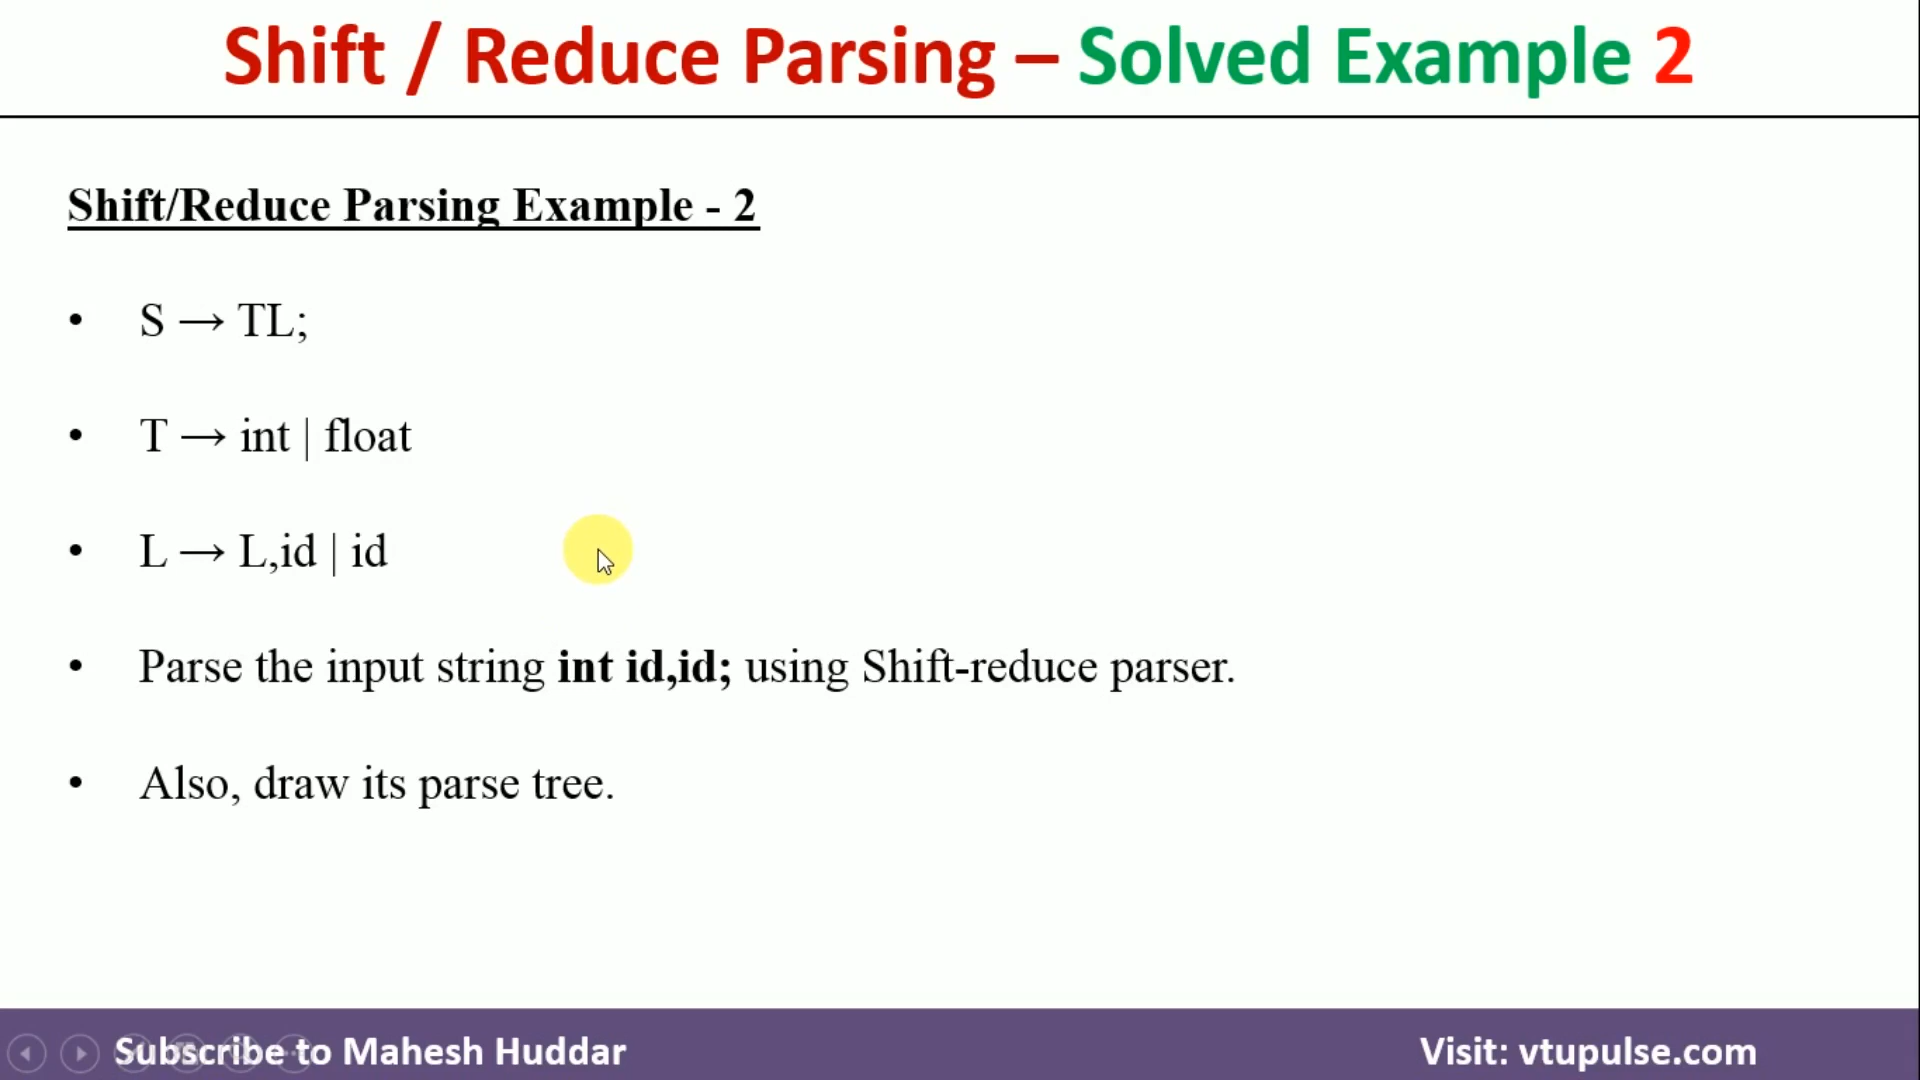 Shift / Reduce Parsing – Solved Example 2
Shift/Reduce Parsing Example - 2
• S → TL;
• T → int | float
• L → L,id | id
• Parse the input string int id,id; using Shift-reduce parser.
• Also, draw its parse tree.
Subscribe to Mahesh Huddar
Visit: vtupulse.com